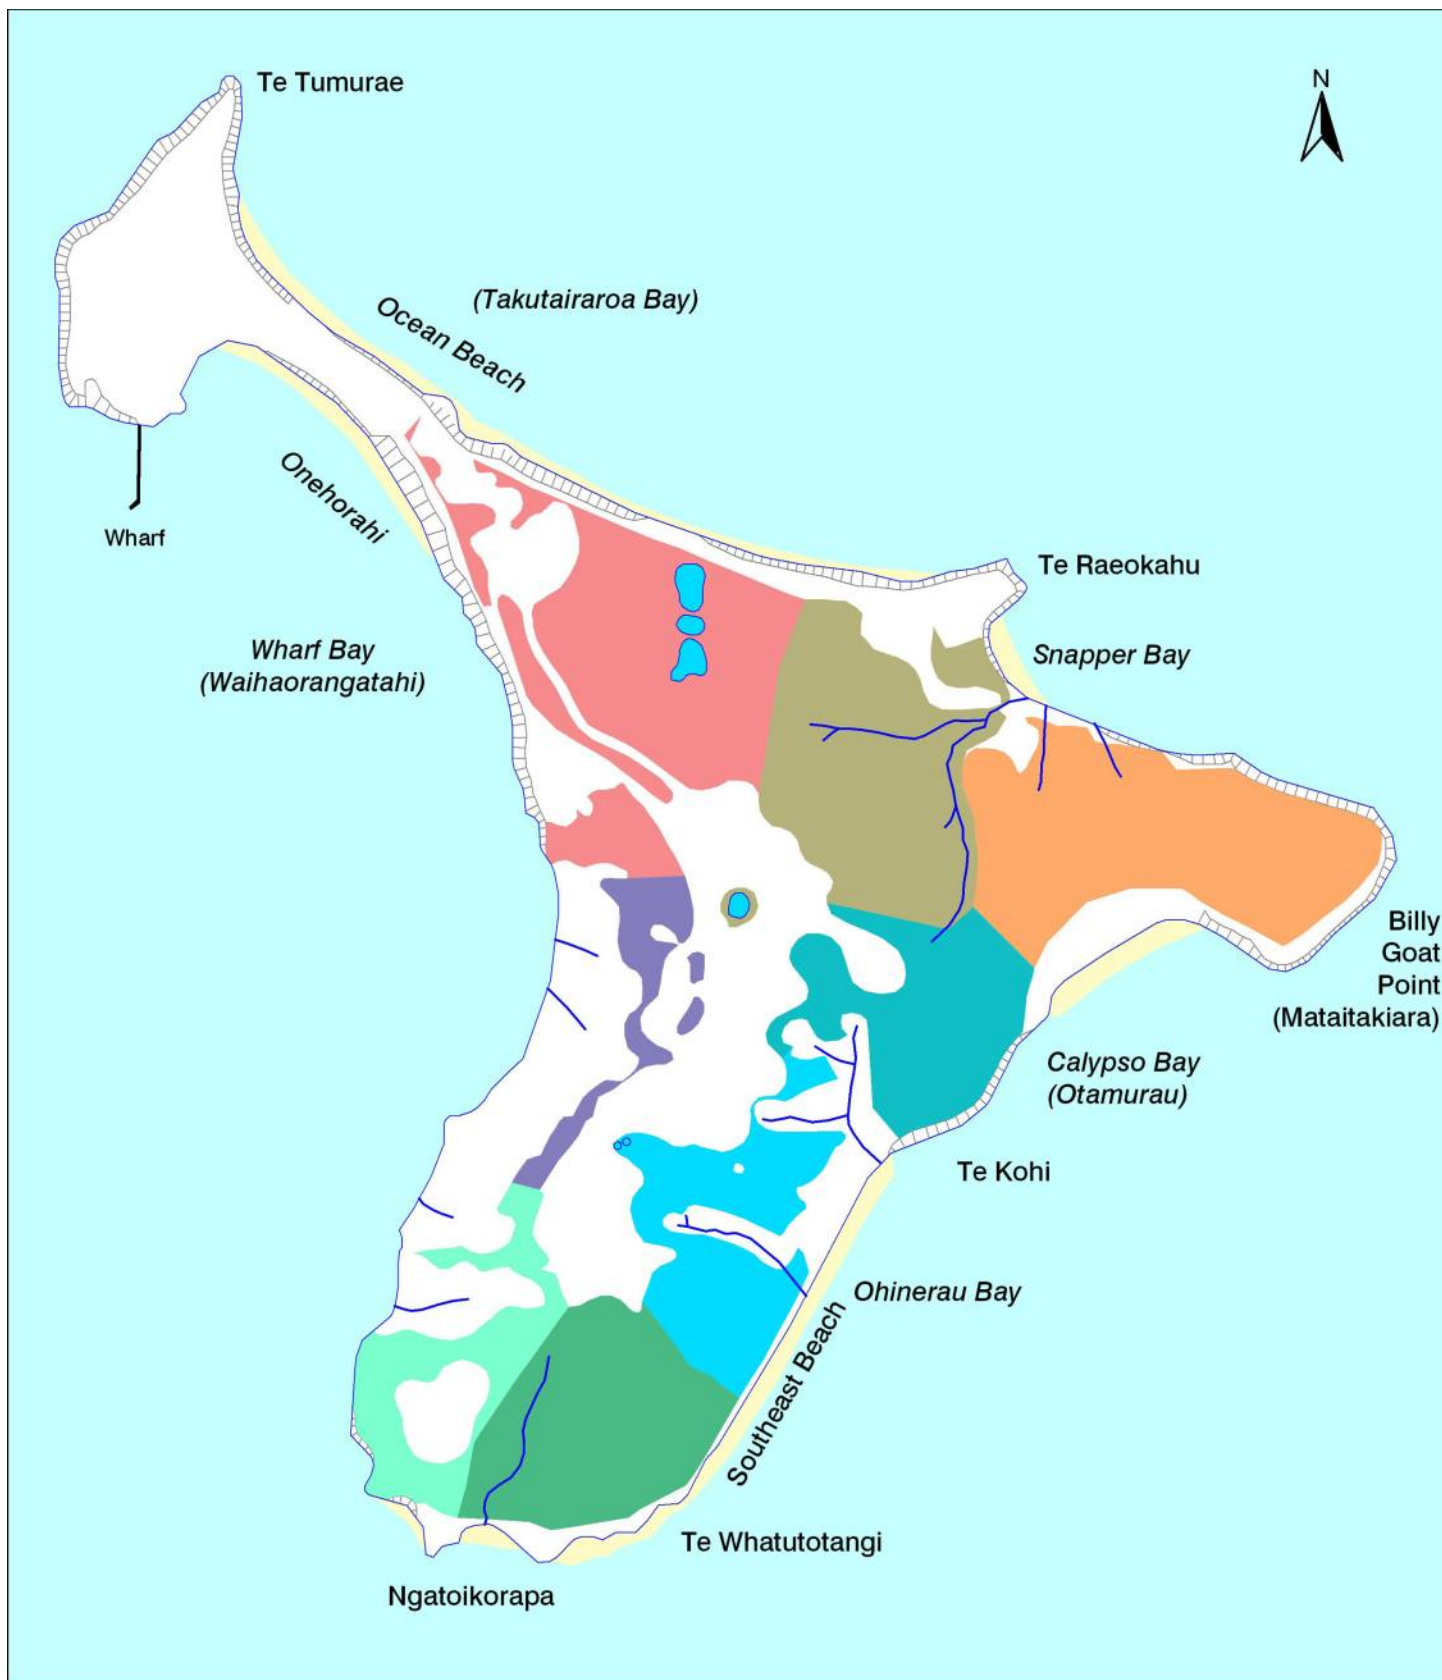 Te Tumurae
N
(Takutairaroa Bay)
Ocean Beach
Onehorahi
Wharf
Te Raeokahu
Wharf Bay
(Waihaorangatahi)
Snapper Bay
Billy
Goat
Point
(Mataitakiara)
Calypso Bay
(Otamurau)
Te Kohi
Ohinerau Bay
Southeast Beach
Te Whatutotangi
Ngatoikorapa